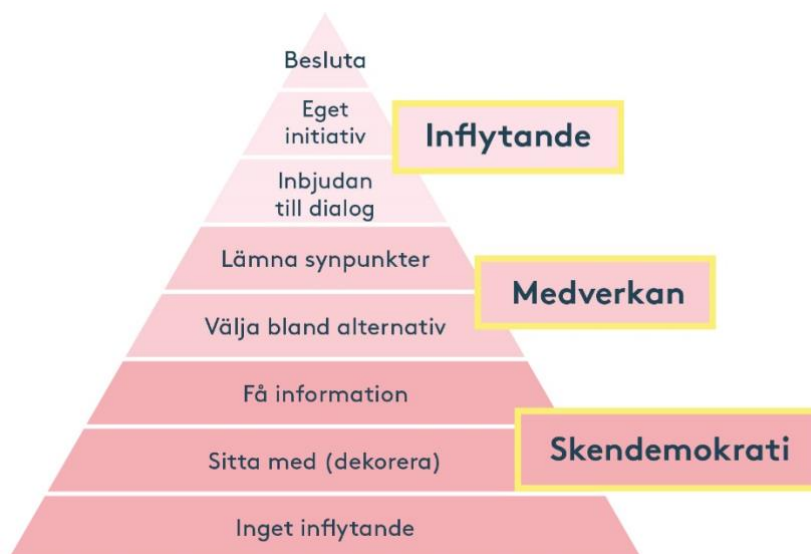 Besluta
Eget
initiativ
Inflytande
Inbjudan
till dialog
Lämna synpunkter
Medverkan
Välja bland alternativ
Få information
Skendemokrati
Sitta med (dekorera)
Inget inflytande